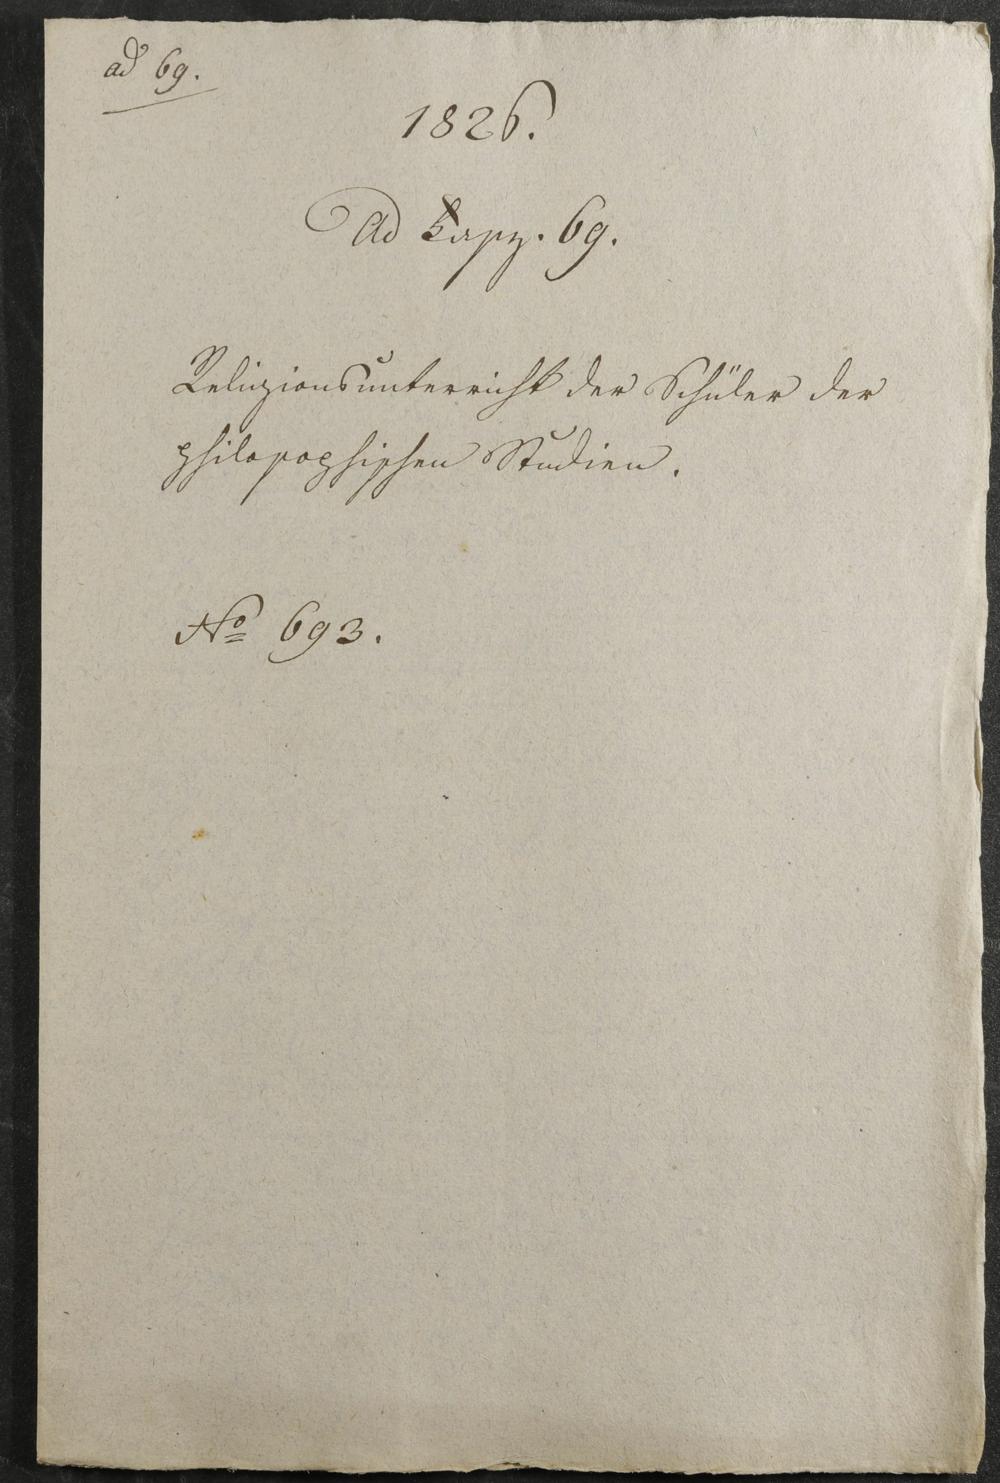 ad 69.
1826.
Ad Fasz. 69.
Religionsunterricht der Schüler der
philosophischen Studien.
No 693.